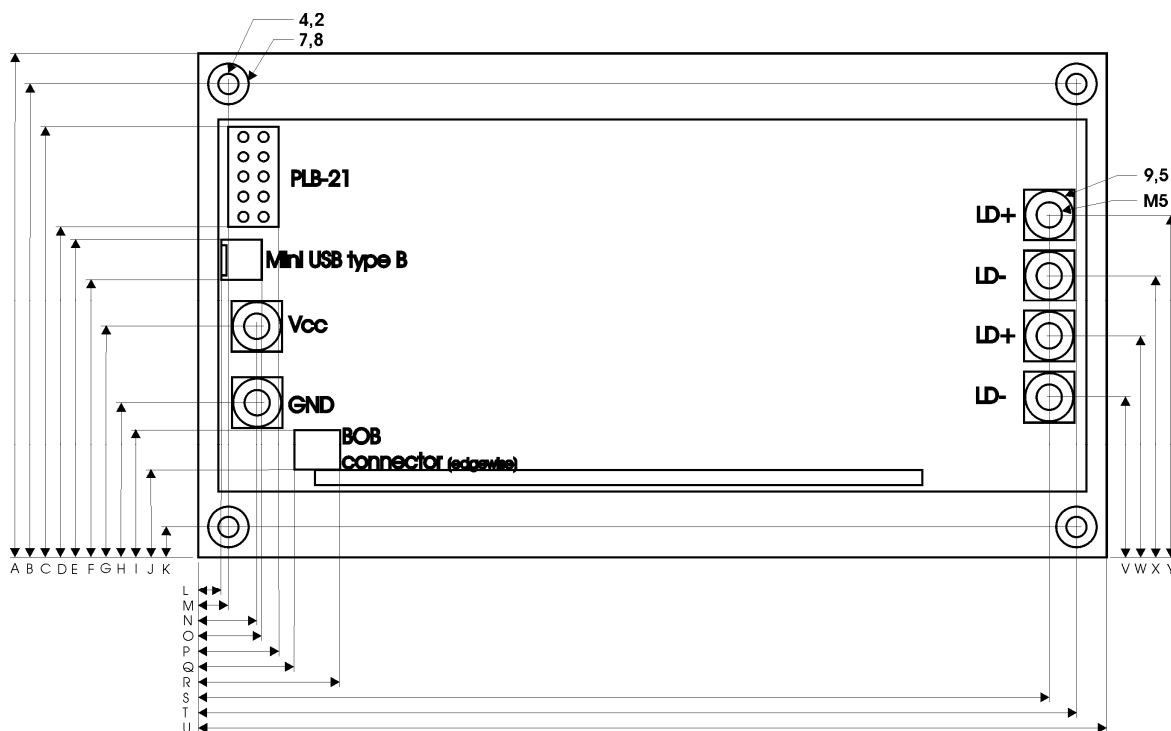 4,2
7,8
PLB-21
9,5
M5
LD+
Mini USB type B
LD-
Vcc
LD+
LD-
GND
BOB
connector (edgewise)
A B C D E F G H I J K
V W X Y
L
M
N
O
P
Q
R
S
T
U